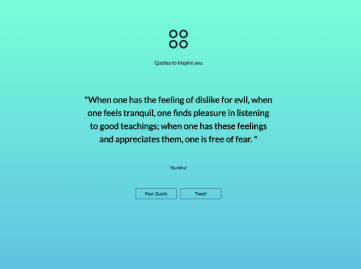 Quotes to Inspire you
"When one has the feeling of dislike for evil, when
one feels tranquil, one finds pleasure in listening
to good teachings; when one has these feelings
and appreciates them, one is free of fear. "
"Buddha"
New Quote
Tweet